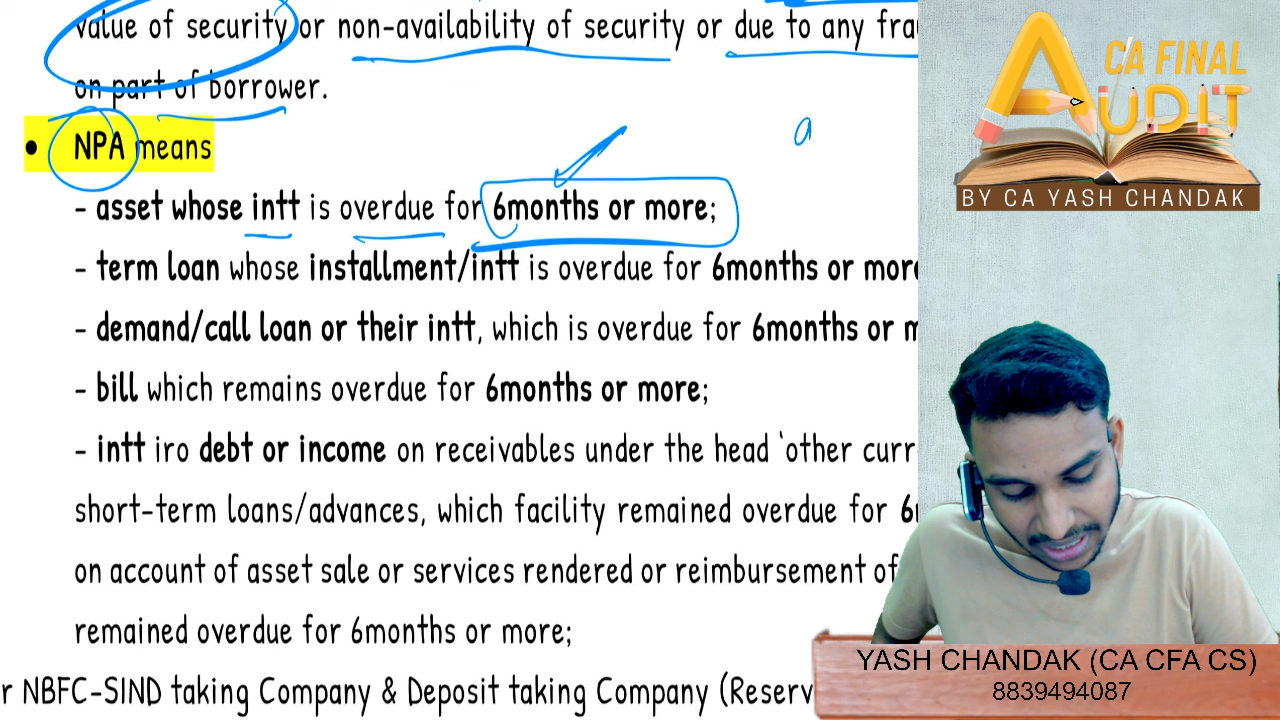 value of security or non-availability of security or due to any
on part of borrower.
• NPA means
- asset whose intt is overdue for 6months or more;
- term loan whose installment/intt is overdue for 6months or more
- demand/call loan or their intt, which is overdue for 6months or
- bill which remains overdue for 6months or more;
- intt iro debt or income on receivables under the head 'other
short-term loans/advances, which facility remained overdue for
on account of asset sale or services rendered or reimbursement of
remained overdue for 6months or more;
NBFC-SIND taking Company & Deposit taking Company
a
CA FINAL
AUDIT
BY CA YASH CHANDAK
YASH CHANDAK (CA CFA CS)
8839494087